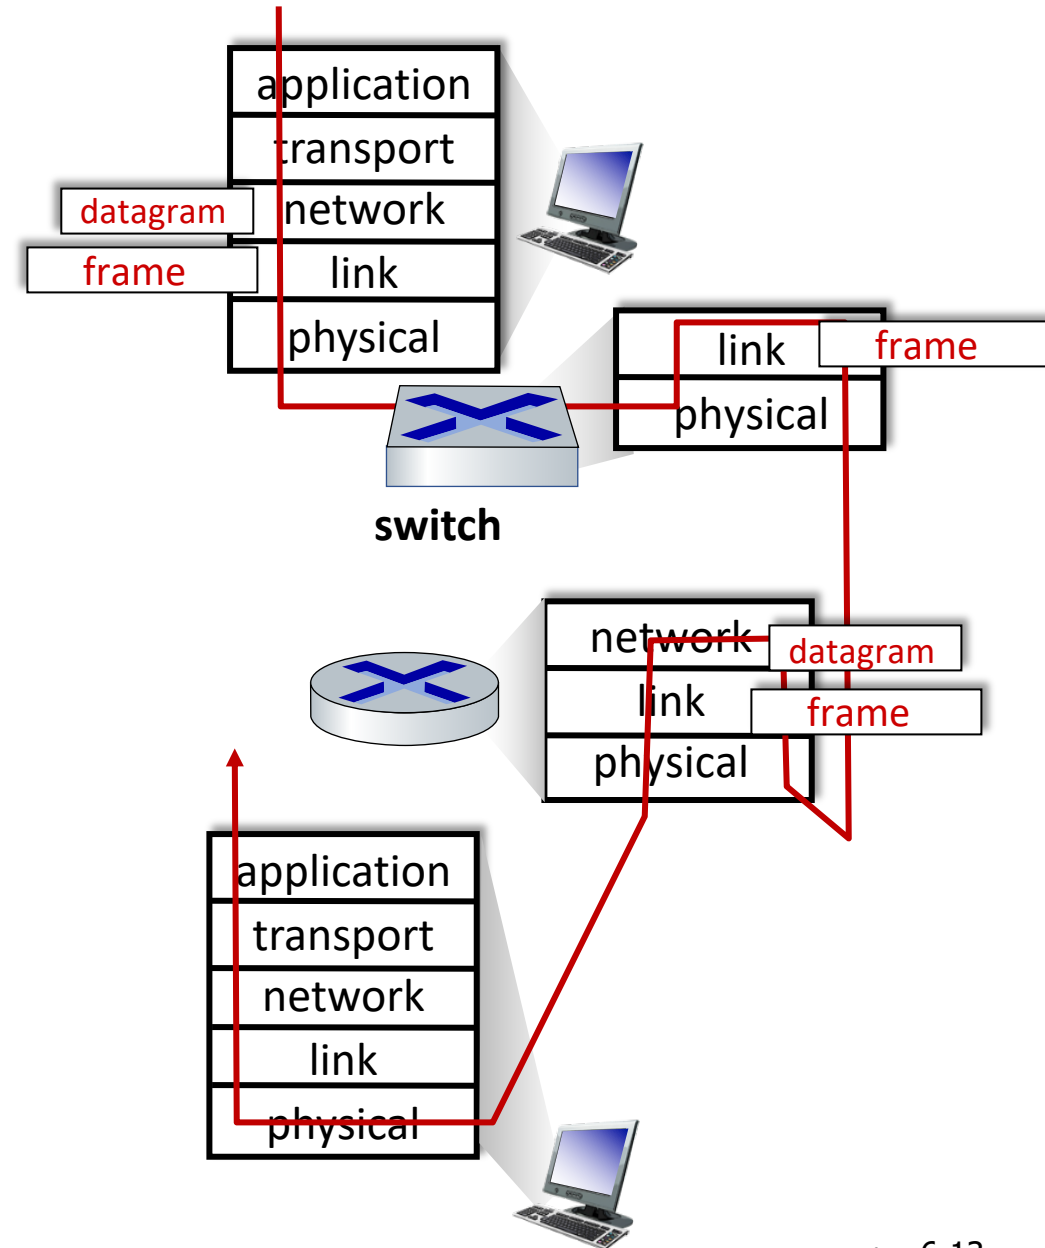 application
transport
datagram network
frame link
physical
link frame
physical
switch
network datagram
link frame
physical
application
transport
network
link
physical